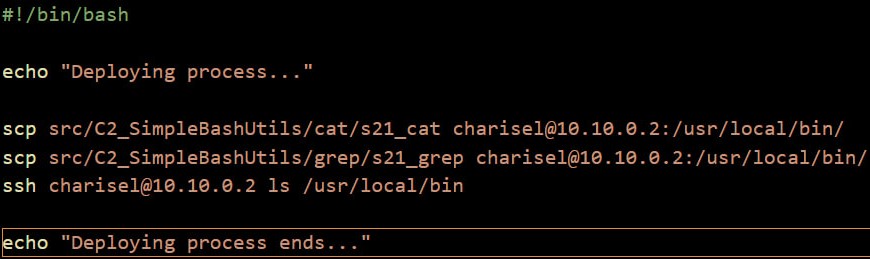 #!/bin/bash
echo "Deploying process..."
scp src/C2_SimpleBashUtils/cat/s21_cat charisel@10.10.0.2:/usr/local/bin/
scp src/C2_SimpleBashUtils/grep/s21_grep charisel@10.10.0.2:/usr/local/bin/
ssh charisel@10.10.0.2 ls /usr/local/bin
echo "Deploying process ends..."